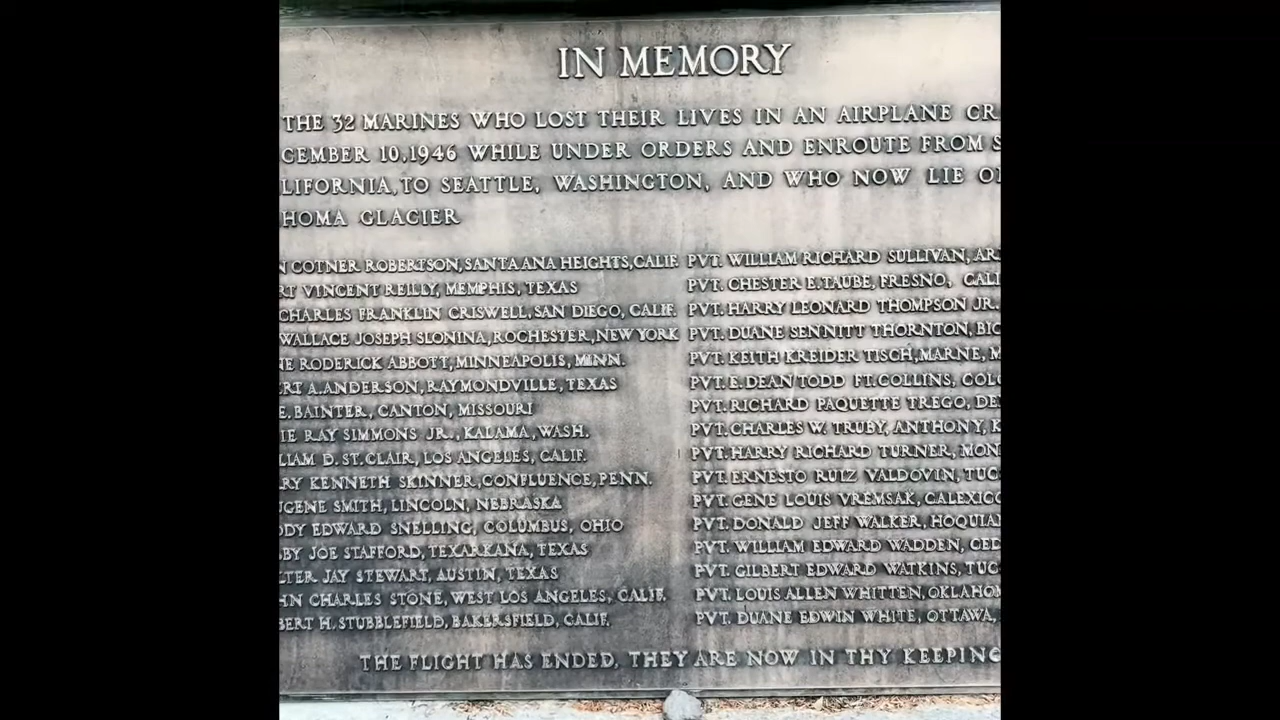 IN MEMORY
THE 32 MARINES WHO LOST THEIR LIVES IN AN AIRPLANE CR
CEMBER 10,1946 WHILE UNDER ORDERS AND ENROUTE FROM S
LIFORNIA, TO SEATTLE, WASHINGTON, AND WHO NOW LIE O
HOMA GLACIER
N COTNER ROBERTSON, SANTA ANA HEIGHTS, CALIF. PVT. WILLIAM RICHARD SULLIVAN, AR
RT VINCENT REILLY, MEMPHIS, TEXAS PVT. CHESTER E. TAUBE, FRESNO, CALI
CHARLES FRANKLIN CRISWELL, SAN DIEGO, CALIF. PVT. HARRY LEONARD THOMPSON JR.
WALLACE JOSEPH SLONINA, ROCHESTER, NEW YORK PVT. DUANE SENNITT THORNTON, BIG
NE RODERICK ABBOTT, MINNEAPOLIS, MINN. PVT. KEITH KREIDER TISCH, MARNE, M
RT A. ANDERSON, RAYMONDVILLE, TEXAS PVT. E. DEAN TODD FT. COLLINS, COLO
E. BAINTER, CANTON, MISSOURI PVT. RICHARD PAQUETTE TREGO, DE
IE RAY SIMMONS JR., KALAMA, WASH. PVT. CHARLES W. TRUBY, ANTHONY, K
LIAM D. ST. CLAIR, LOS ANGELES, CALIF. PVT. HARRY RICHARD TURNER, MON
RY KENNETH SKINNER, CONFLUENCE, PENN. PVT. ERNESTO RUIZ VALDOVIN, TUC
UGENE SMITH, LINCOLN, NEBRASKA PVT. GENE LOUIS VREMSAK, CALEXICO
DDY EDWARD SNELLING, COLUMBUS, OHIO PVT. DONALD JEFF WALKER, HOQUIA
BBY JOE STAFFORD, TEXARKANA, TEXAS PVT. WILLIAM EDWARD WADDEN, CED
LTER JAY STEWART, AUSTIN, TEXAS PVT. GILBERT EDWARD WATKINS, TUC
HN CHARLES STONE, WEST LOS ANGELES, CALIF. PVT. LOUIS ALLEN WHITTEN, OKLAHOM
BERT H. STUBBLEFIELD, BAKERSFIELD, CALIF. PVT. DUANE EDWIN WHITE, OTTAWA,
THE FLIGHT HAS ENDED, THEY ARE NOW IN THY KEEPING